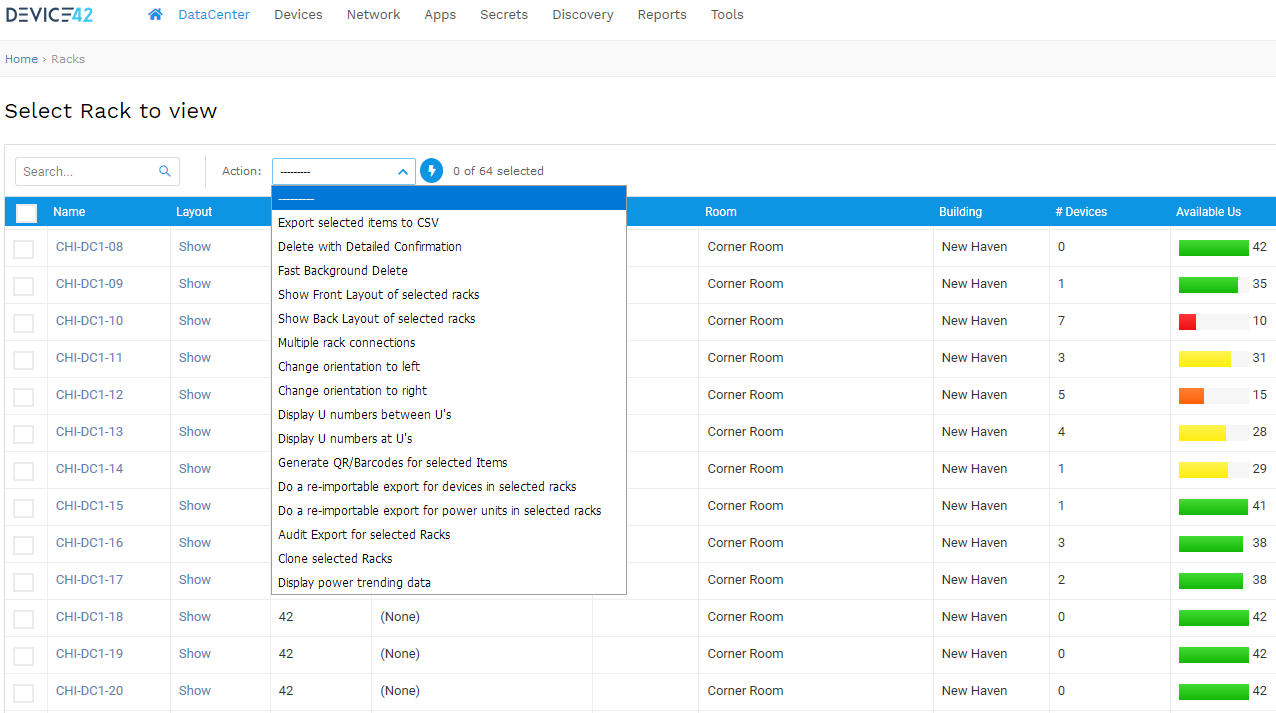 DEVICE42 DataCenter Devices Network Apps Secrets Discovery Reports Tools
Home › Racks
Select Rack to view
Search... Action: --------- 0 of 64 selected
---------
Name Layout Room Building # Devices Available Us
Export selected items to CSV
CHI-DC1-08 Show Delete with Detailed Confirmation Corner Room New Haven 0 42
Fast Background Delete
CHI-DC1-09 Show Corner Room New Haven 1 35
Show Front Layout of selected racks
CHI-DC1-10 Show Show Back Layout of selected racks Corner Room New Haven 7 10
Multiple rack connections
CHI-DC1-11 Show Corner Room New Haven 3 31
Change orientation to left
CHI-DC1-12 Show Change orientation to right Corner Room New Haven 5 15
Display U numbers between U's
CHI-DC1-13 Show Display U numbers at U's Corner Room New Haven 4 28
Generate QR/Barcodes for selected Items
CHI-DC1-14 Show Corner Room New Haven 1 29
Do a re-importable export for devices in selected racks
CHI-DC1-15 Show Do a re-importable export for power units in selected racks Corner Room New Haven 1 41
Audit Export for selected Racks
CHI-DC1-16 Show Corner Room New Haven 3 38
Clone selected Racks
CHI-DC1-17 Show Display power trending data Corner Room New Haven 2 38
CHI-DC1-18 Show 42 (None) Corner Room New Haven 0 42
CHI-DC1-19 Show 42 (None) Corner Room New Haven 0 42
CHI-DC1-20 Show 42 (None) Corner Room New Haven 0 42